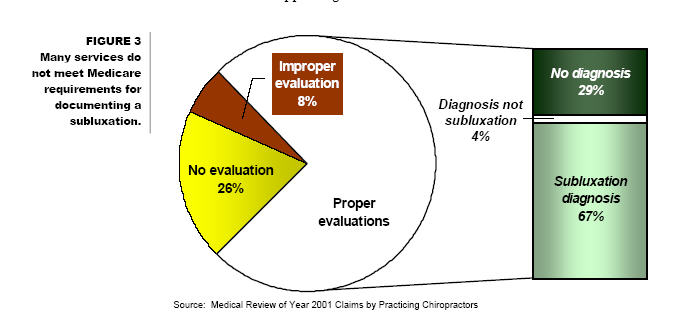 FIGURE 3
Many services do
not meet Medicare
requirements for
documenting a
subluxation.
Improper
evaluation
8%
No evaluation
26%
Proper
evaluations
No diagnosis
29%
Diagnosis not
subluxation
4%
Subluxation
diagnosis
67%
Source: Medical Review of Year 2001 Claims by Practicing Chiropractors